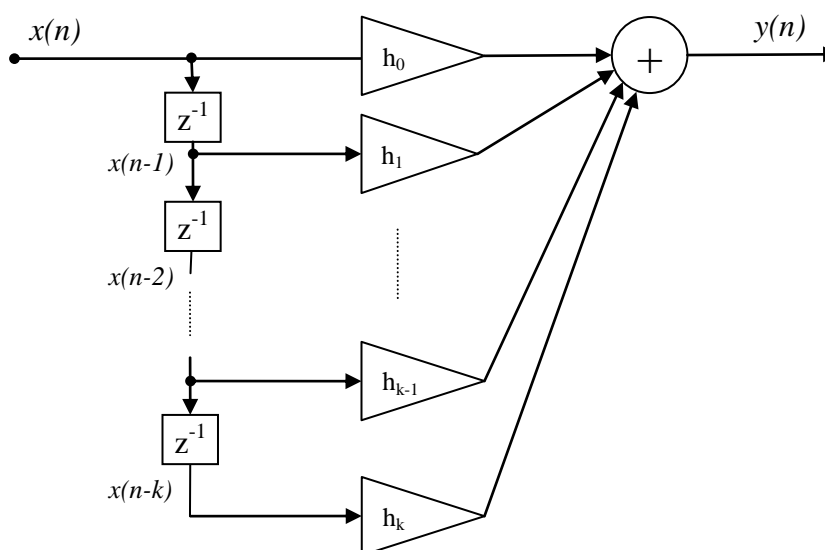 x(n)
h₀
+
y(n)
z⁻¹
x(n-1)
h₁
z⁻¹
x(n-2)
hₖ₋₁
z⁻¹
x(n-k)
hₖ